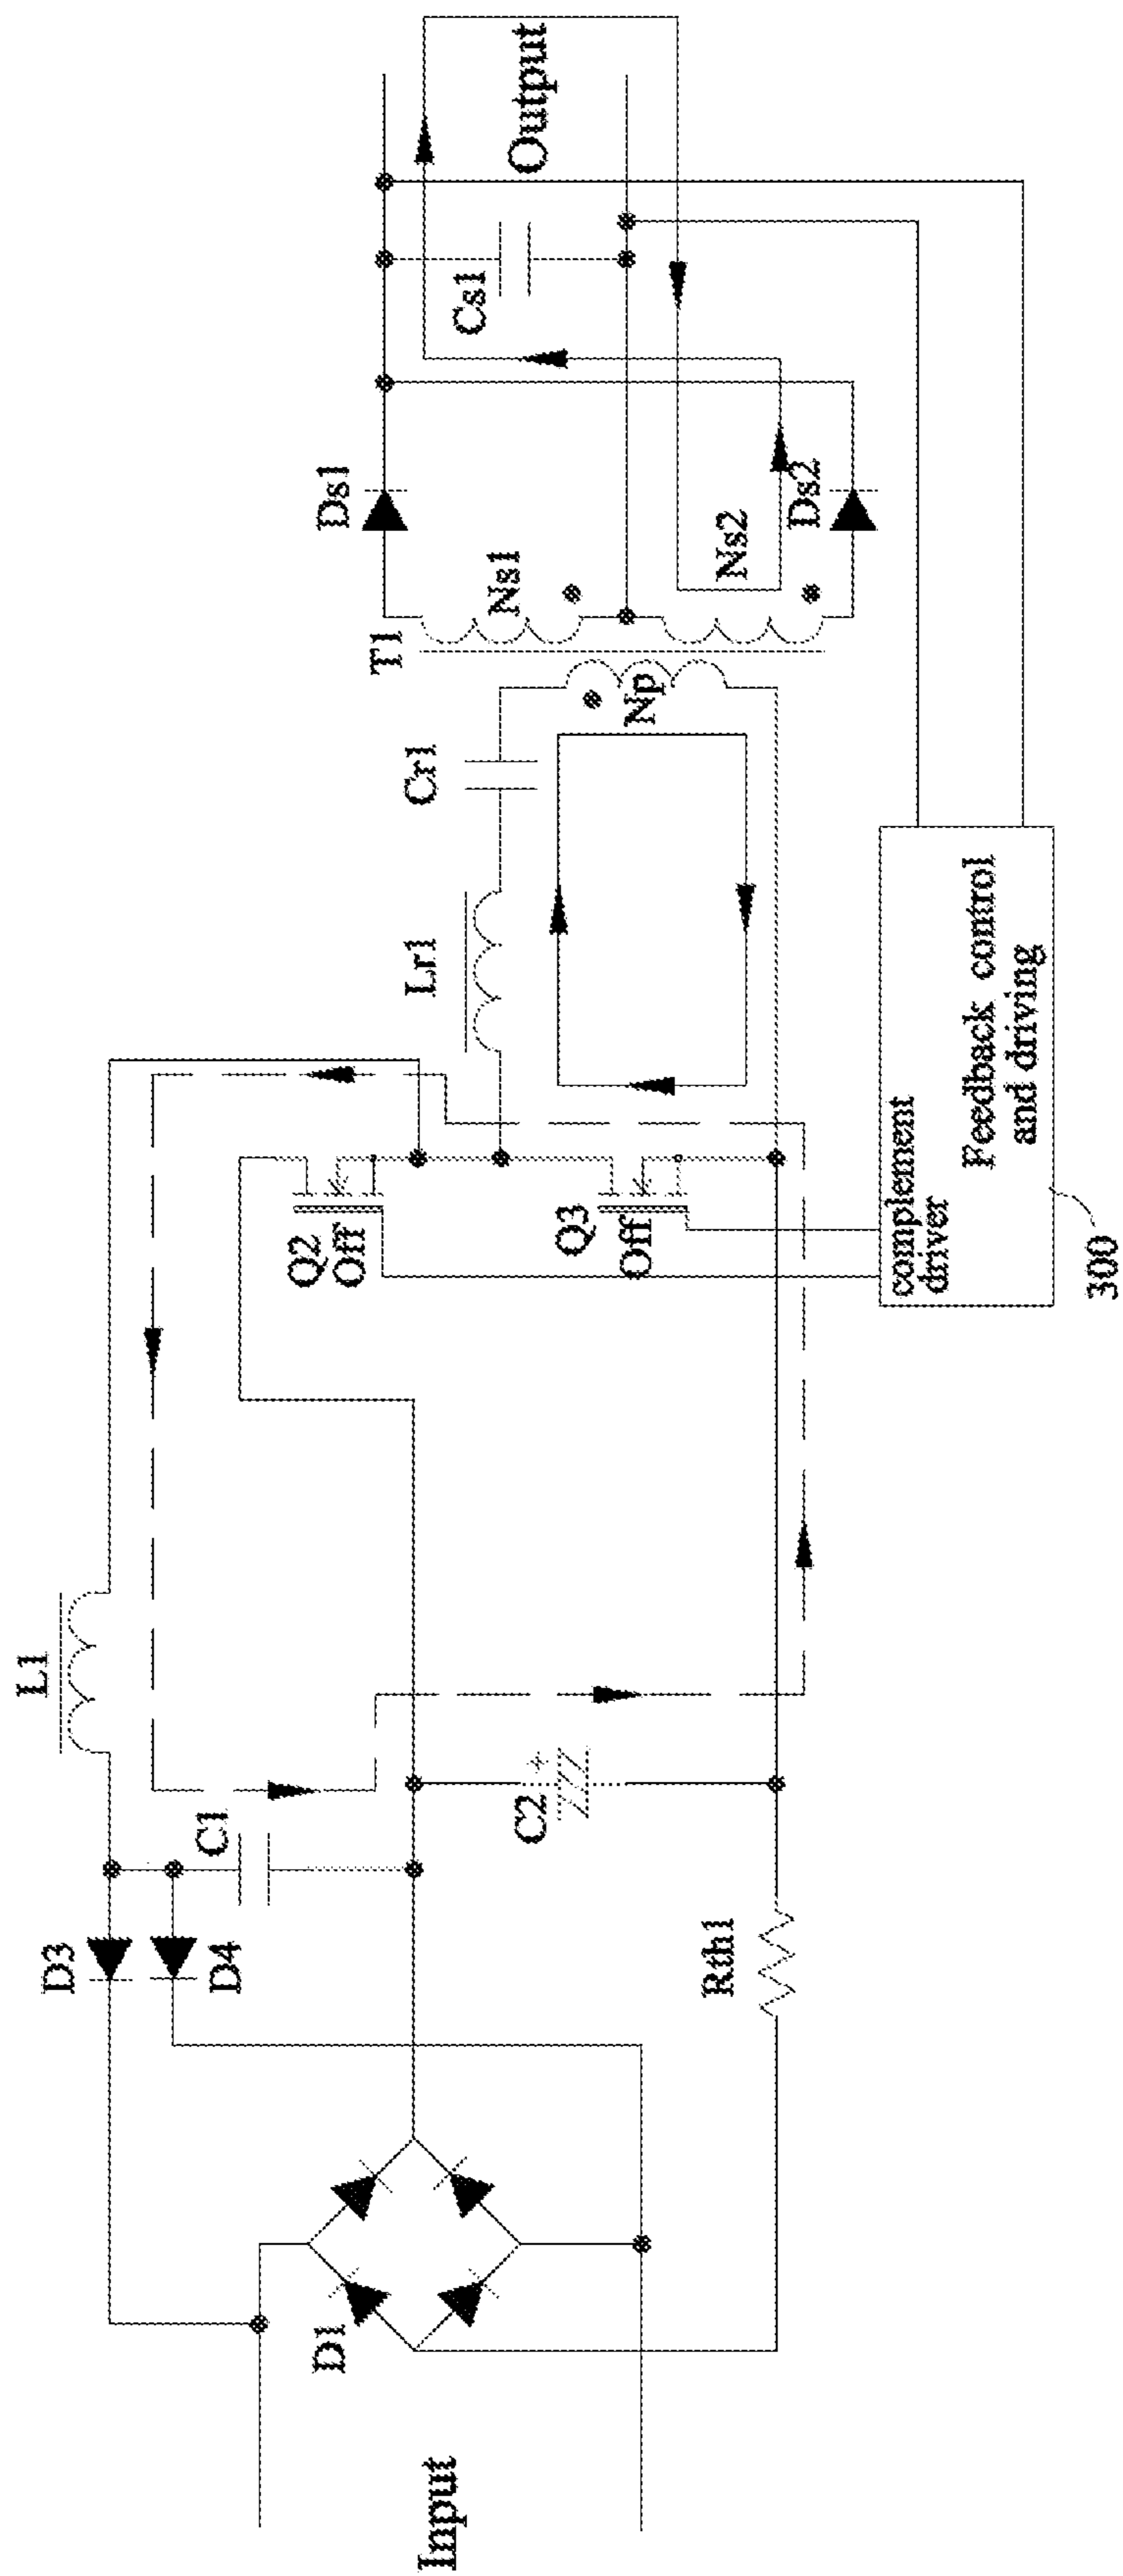 Input
D1
D3
D4
C1
L1
C2
Rth1
Q2
Off
Q3
Off
Lr1
Cr1
T1
Np
Ns1
Ns2
Ds1
Ds2
Cs1
Output
complement
driver
Feedback control
and driving
300
+